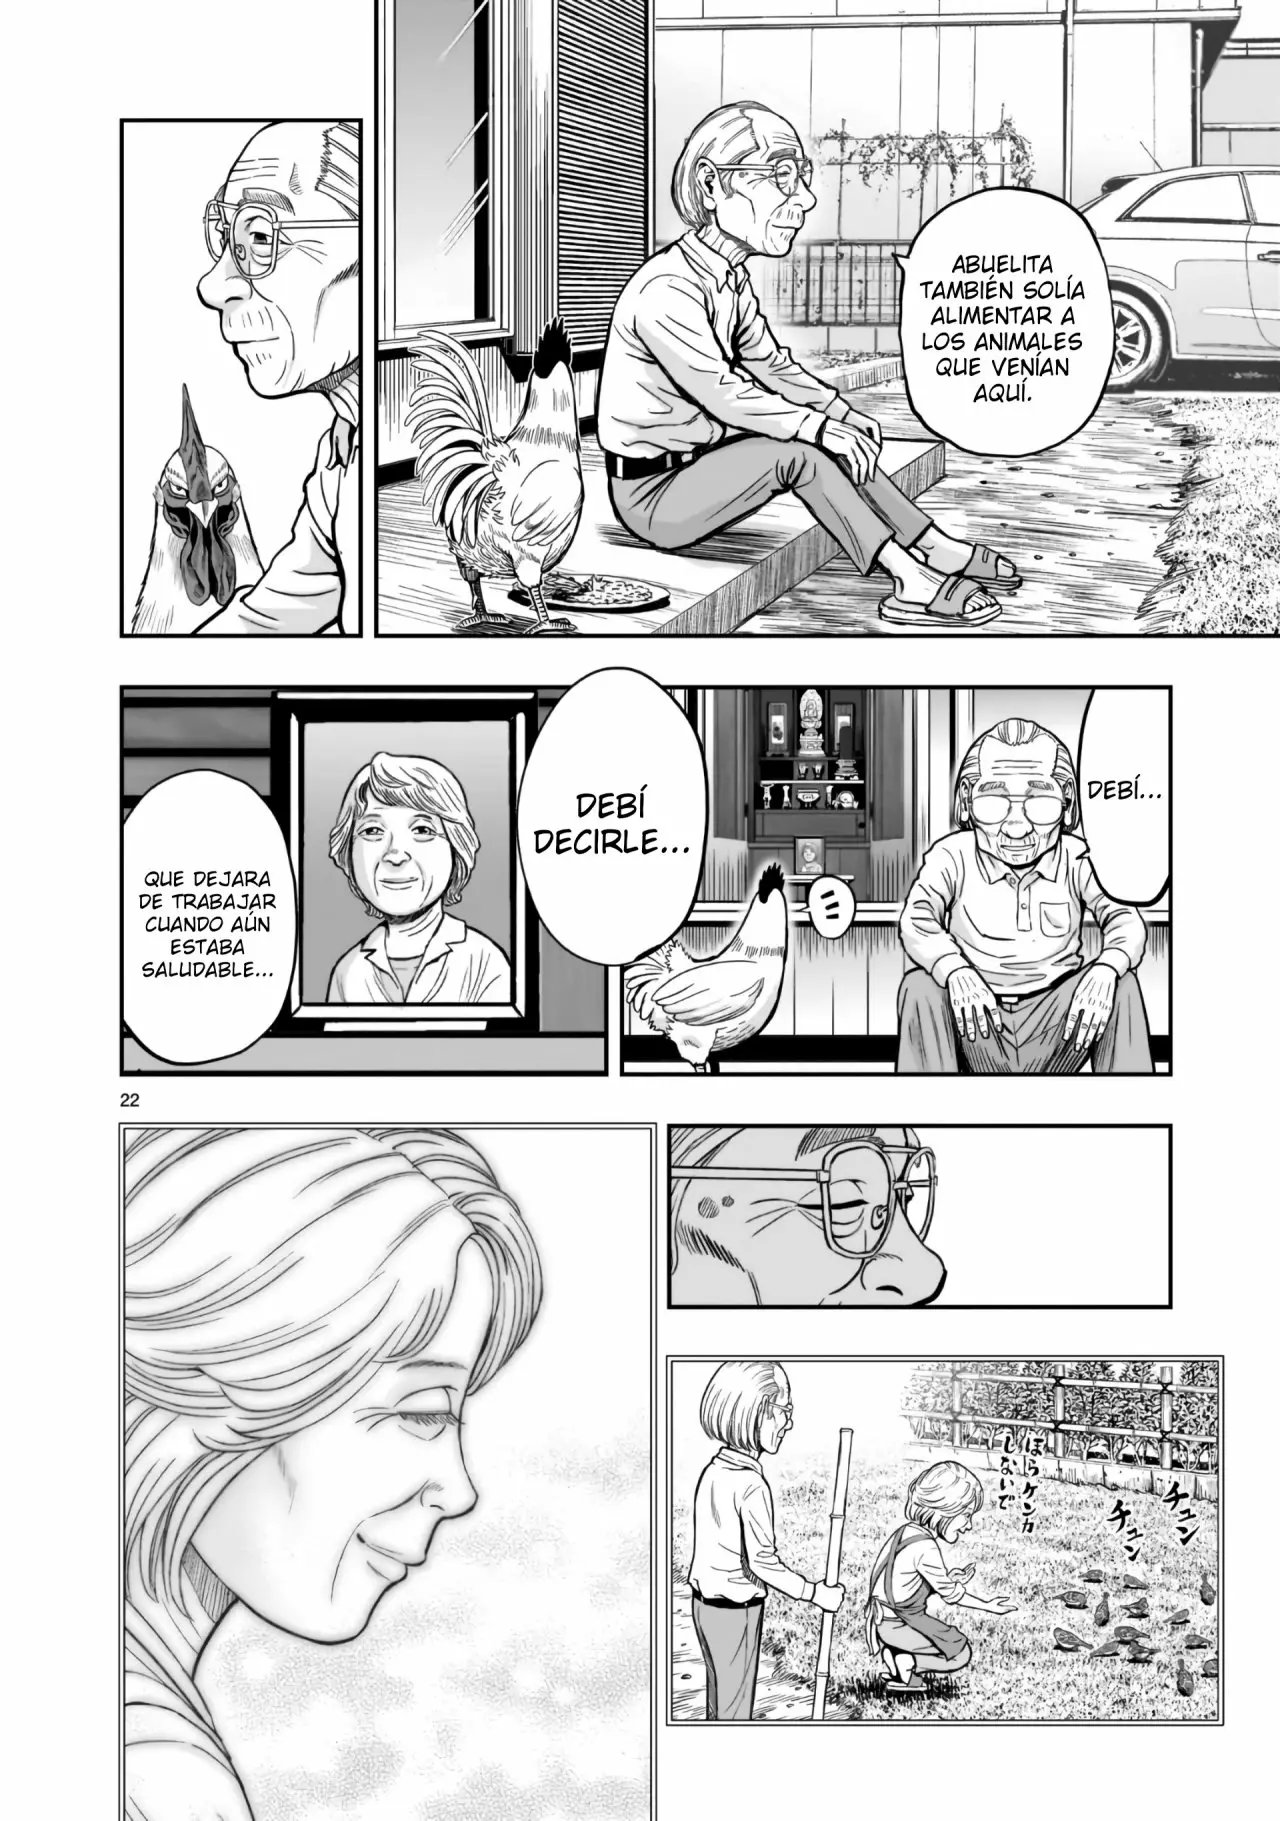 ABUELITA
TAMBIÉN SOLÍA
ALIMENTAR A
LOS ANIMALES
QUE VENÍAN
AQUÍ.
DEBÍ...
DEBÍ
DECIRLE...
QUE DEJARA
DE TRABAJAR
CUANDO AÚN
ESTABA
SALUDABLE...
22
ほらケンカ
しないで
チュン
チュン